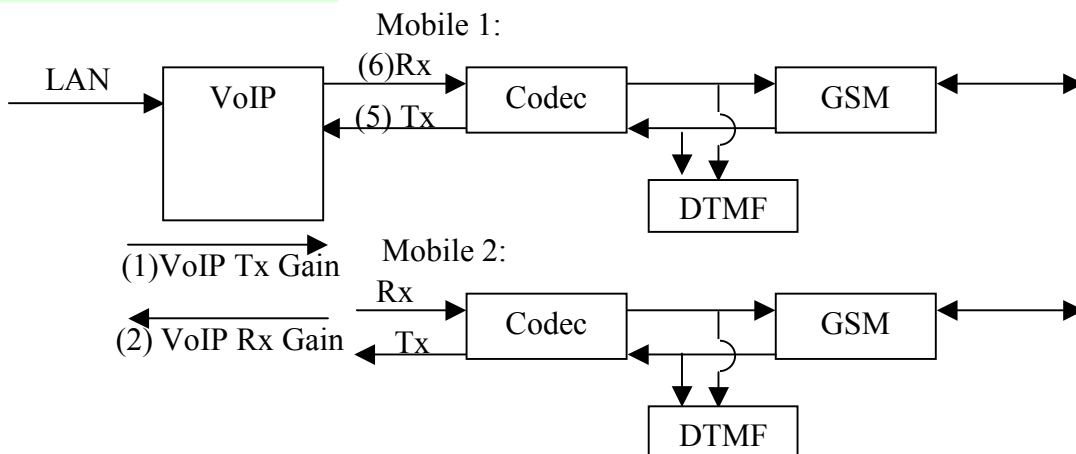 Mobile 1:
LAN
VoIP
(6)Rx
(5) Tx
Codec
GSM
DTMF
(1)VoIP Tx Gain
(2) VoIP Rx Gain
Mobile 2:
Rx
Tx
Codec
GSM
DTMF